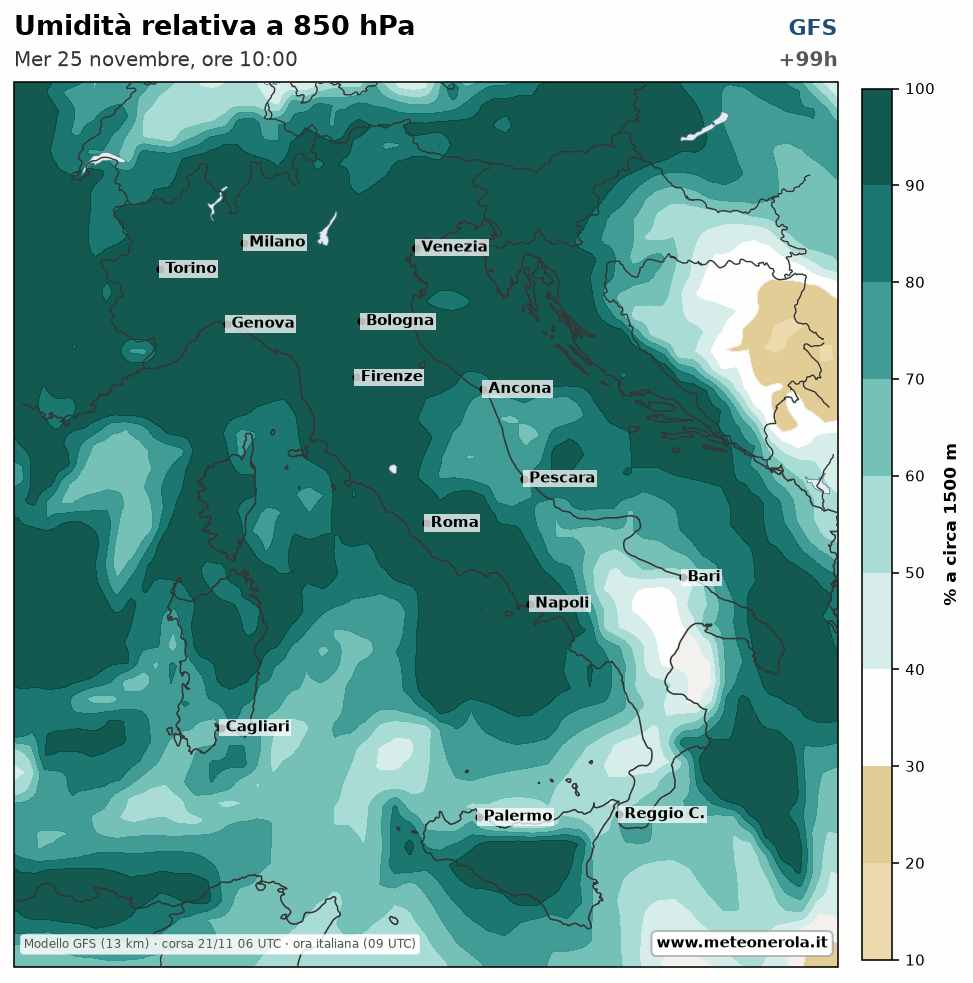 Umidità relativa a 850 hPa
GFS
Mer 25 novembre, ore 10:00
+99h
Milano
Venezia
Torino
Genova
Bologna
Firenze
Ancona
Pescara
Roma
Bari
Napoli
Cagliari
Palermo
Reggio C.
Modello GFS (13 km) · corsa 21/11 06 UTC · ora italiana (09 UTC)
www.meteonerola.it
100
90
80
70
60
50
40
30
20
10
% a circa 1500 m